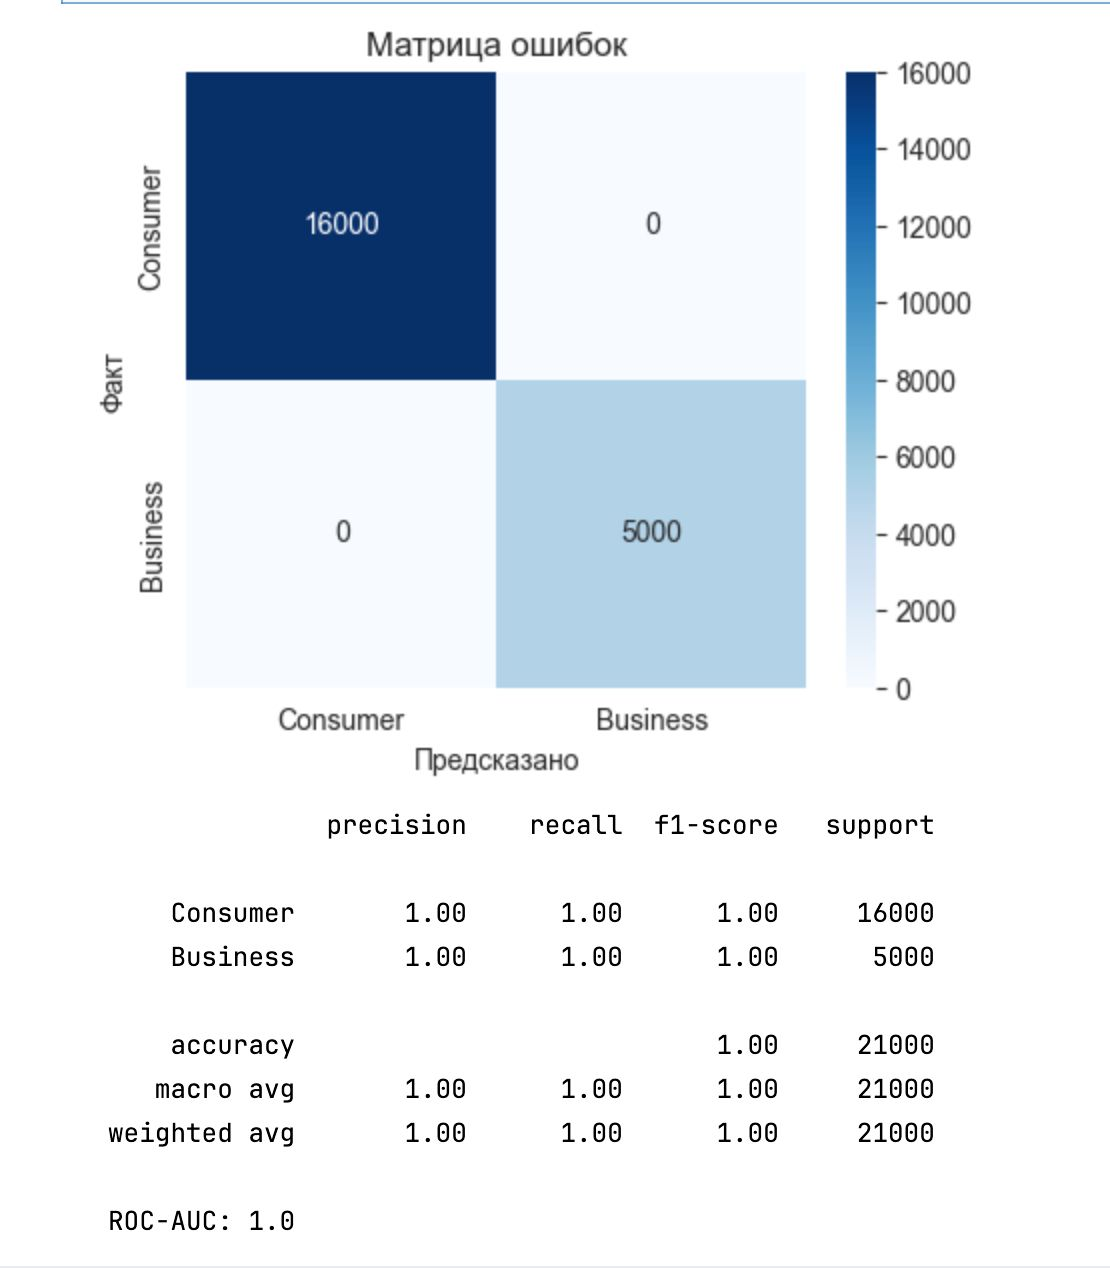 Матрица ошибок
16000
14000
12000
10000
8000
6000
4000
2000
0
Факт
Consumer
Business
16000 0
0 5000
Consumer Business
Предсказано
precision recall f1-score support
Consumer 1.00 1.00 1.00 16000
Business 1.00 1.00 1.00 5000
accuracy 1.00 21000
macro avg 1.00 1.00 1.00 21000
weighted avg 1.00 1.00 1.00 21000
ROC-AUC: 1.0